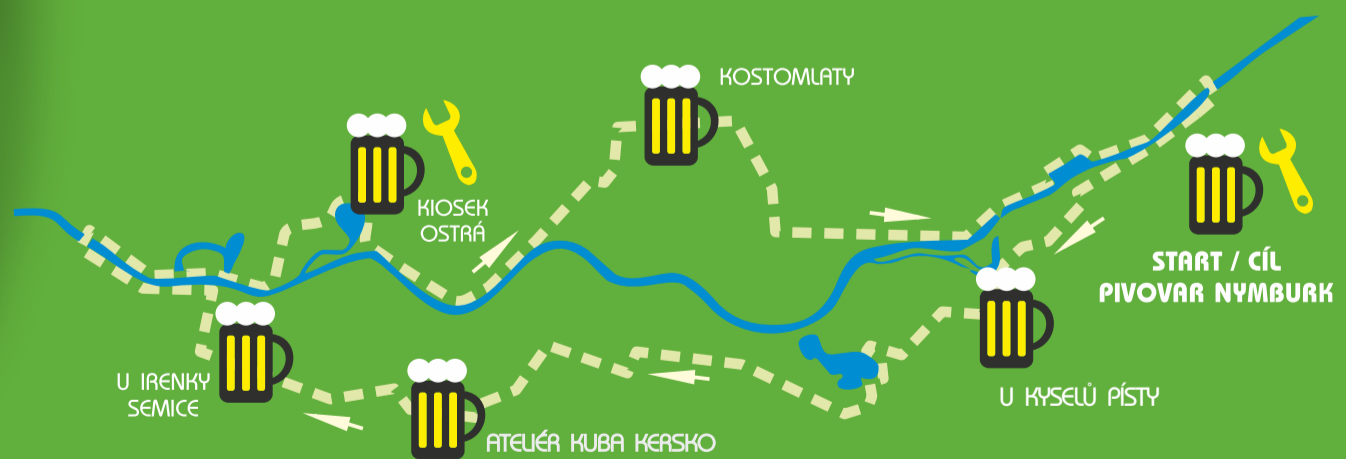 KOSTOMLATY
KIOSEK
OSTRÁ
START / CÍL
PIVOVAR NYMBURK
U IRENKY
SEMICE
U KYSELŮ PÍSTY
ATELIÉR KUBA KERSKO